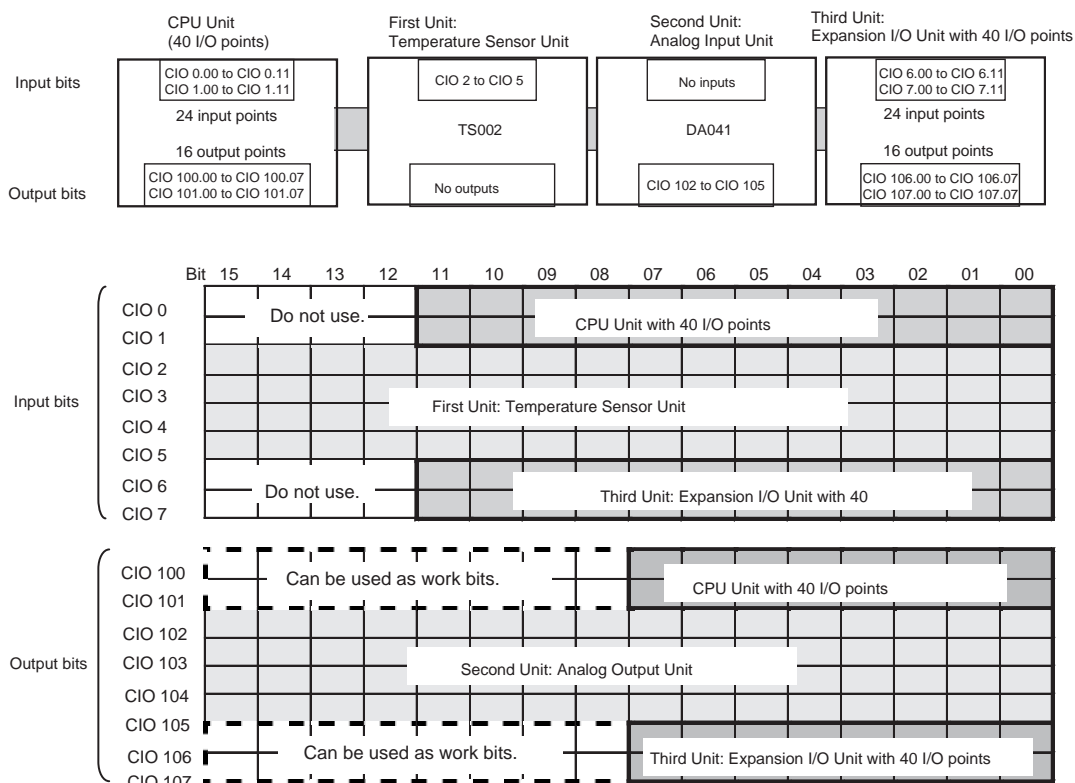 CPU Unit
(40 I/O points)
First Unit:
Temperature Sensor Unit
Second Unit:
Analog Input Unit
Third Unit:
Expansion I/O Unit with 40 I/O points
Input bits
CIO 0.00 to CIO 0.11
CIO 1.00 to CIO 1.11
24 input points
16 output points
CIO 100.00 to CIO 100.07
CIO 101.00 to CIO 101.07
CIO 2 to CIO 5
TS002
No outputs
No inputs
DA041
CIO 102 to CIO 105
CIO 6.00 to CIO 6.11
CIO 7.00 to CIO 7.11
24 input points
16 output points
CIO 106.00 to CIO 106.07
CIO 107.00 to CIO 107.07
Output bits
Bit 15 14 13 12 11 10 09 08 07 06 05 04 03 02 01 00
Input bits
CIO 0
CIO 1
CIO 2
CIO 3
CIO 4
CIO 5
CIO 6
CIO 7
Do not use.
CPU Unit with 40 I/O points
First Unit: Temperature Sensor Unit
Do not use.
Third Unit: Expansion I/O Unit with 40
Output bits
CIO 100
CIO 101
CIO 102
CIO 103
CIO 104
CIO 105
CIO 106
CIO 107
Can be used as work bits.
CPU Unit with 40 I/O points
Second Unit: Analog Output Unit
Can be used as work bits.
Third Unit: Expansion I/O Unit with 40 I/O points